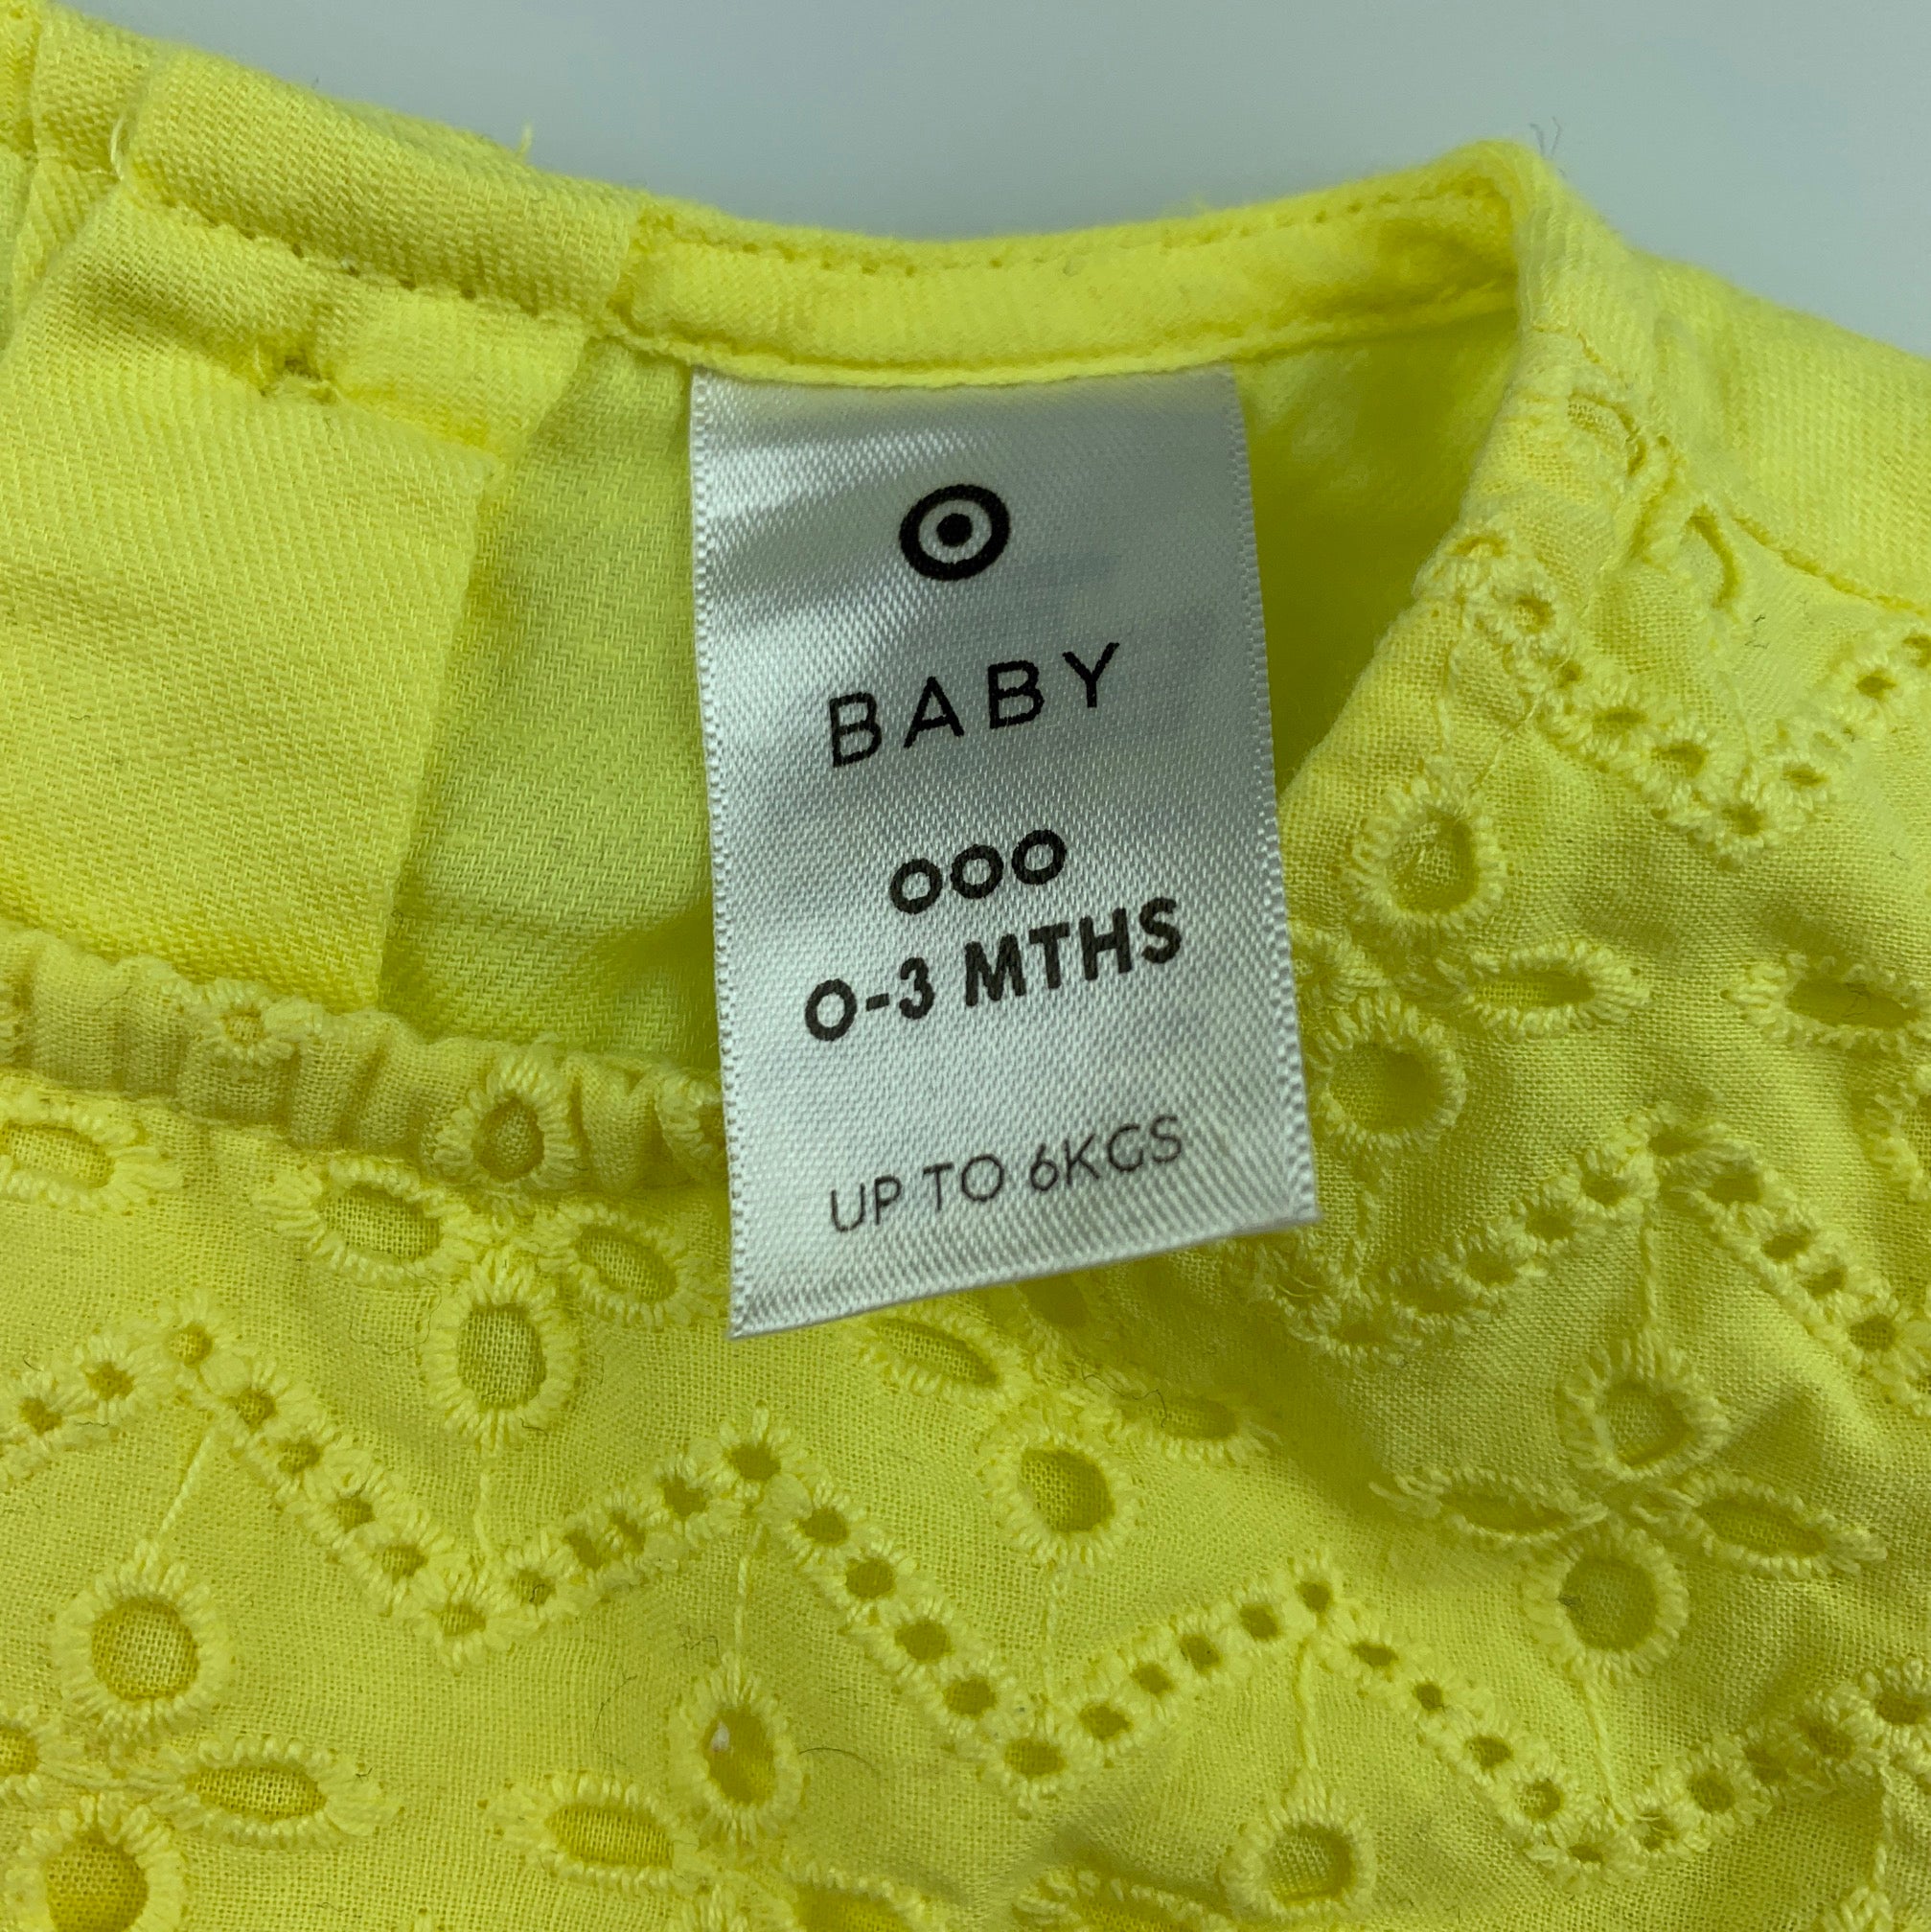 BABY
000
0-3 MTHS
UP TO 6KGS